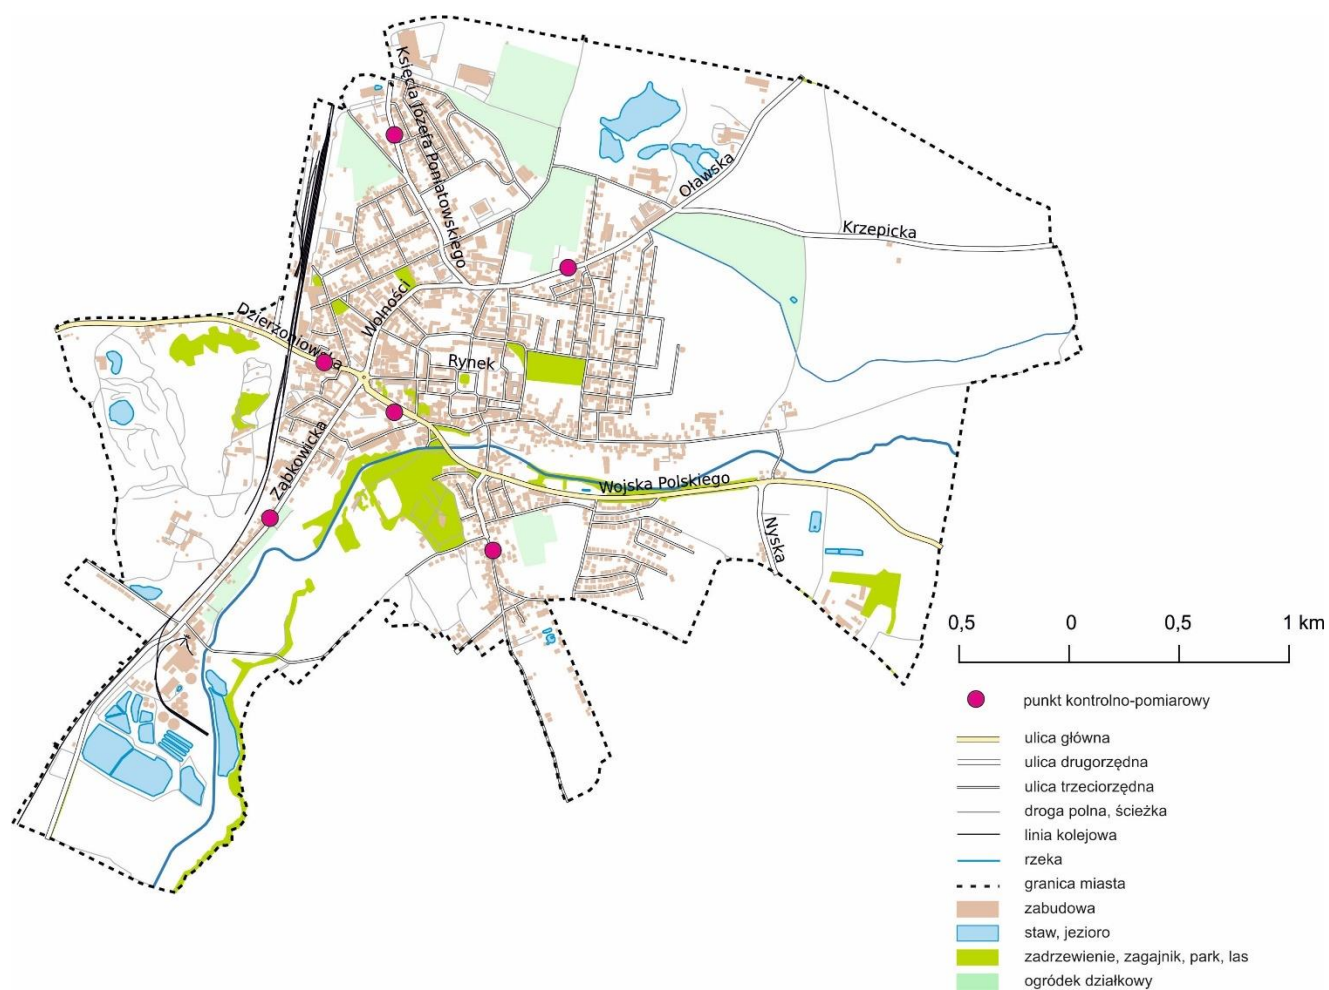 Księcia Józefa Poniatowskiego
Oławska
Krzepicka
Wolności
Dzierżoniowska
Rynek
Ząbkowicka
Wojska Polskiego
Nyska
0,5 0 0,5 1 km
punkt kontrolno-pomiarowy
ulica główna
ulica drugorzędna
ulica trzeciorzędna
droga polna, ścieżka
linia kolejowa
rzeka
granica miasta
zabudowa
staw, jezioro
zadrzewienie, zagajnik, park, las
ogródek działkowy